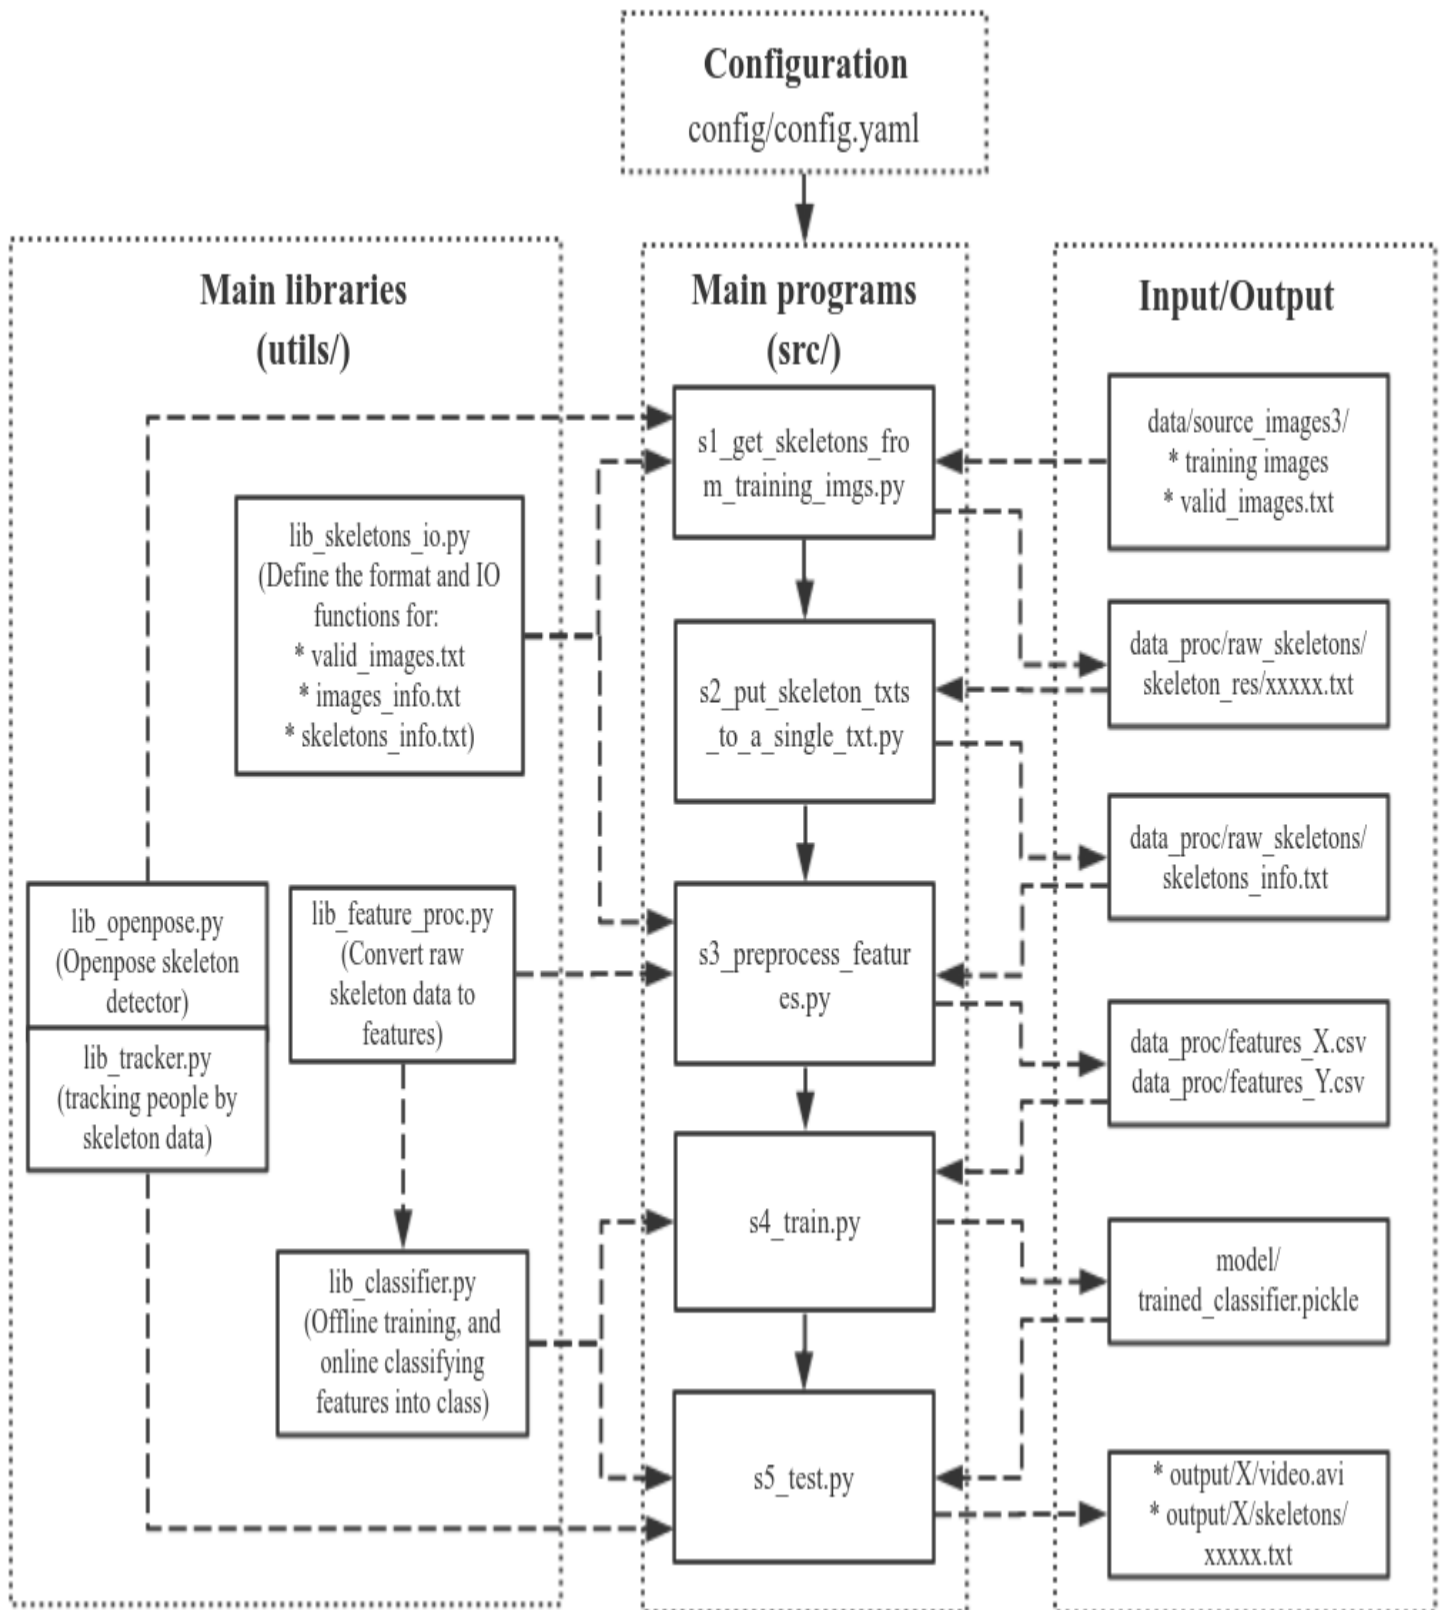 Configuration
config/config.yaml
Main libraries
(utils/)
lib_skeletons_io.py
(Define the format and IO
functions for:
* valid_images.txt
* images_info.txt
* skeletons_info.txt)
lib_openpose.py
(Openpose skeleton
detector)
lib_tracker.py
(tracking people by
skeleton data)
lib_feature_proc.py
(Convert raw
skeleton data to
features)
lib_classifier.py
(Offline training, and
online classifying
features into class)
Main programs
(src/)
s1_get_skeletons_fro
m_training_imgs.py
s2_put_skeleton_txts
_to_a_single_txt.py
s3_preprocess_featur
es.py
s4_train.py
s5_test.py
Input/Output
data/source_images3/
* training images
* valid_images.txt
data_proc/raw_skeletons/
skeleton_res/xxxxx.txt
data_proc/raw_skeletons/
skeletons_info.txt
data_proc/features_X.csv
data_proc/features_Y.csv
model/
trained_classifier.pickle
* output/X/video.avi
* output/X/skeletons/
xxxxx.txt